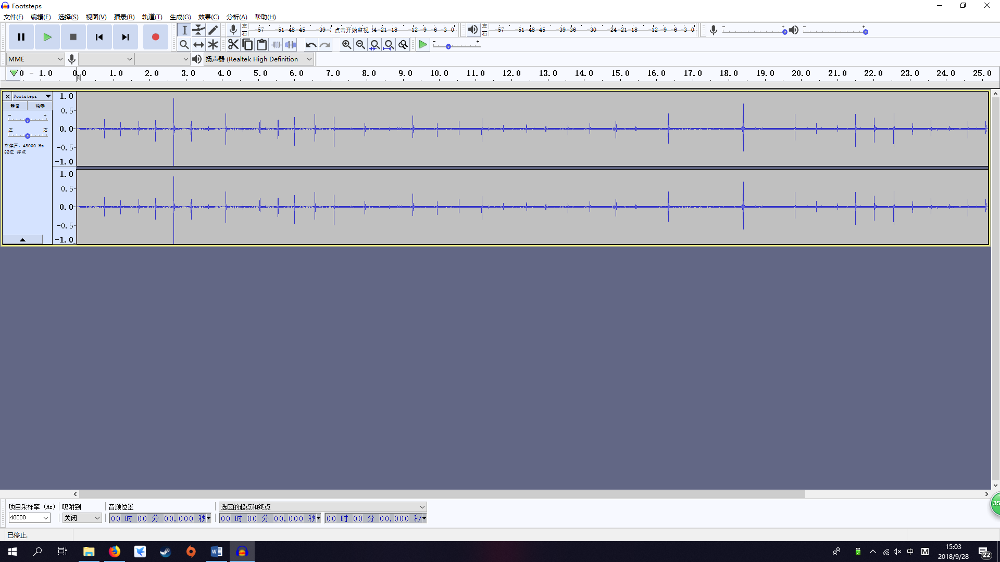 Footsteps
文件(F) 编辑(E) 选择(S) 视图(V) 播录(R) 轨道(T) 生成(G) 效果(C) 分析(A) 帮助(H)
左 右 -57 -51 -48 -45 -39 点击开始监视 -21 -18 -12 -9 -6 -3 0
左 右 -57 -51 -48 -45 -39 -36 -30 -24 -21 -18 -12 -9 -6 -3 0
MME 扬声器 (Realtek High Definition
0 - 1.0 0.0 1.0 2.0 3.0 4.0 5.0 6.0 7.0 8.0 9.0 10.0 11.0 12.0 13.0 14.0 15.0 16.0 17.0 18.0 19.0 20.0 21.0 22.0 23.0 24.0 25.0
Footsteps
静音 独奏
- +
左 右
立体声, 48000 Hz
32位 浮点
1.0
0.5
0.0
-0.5
-1.0
1.0
0.5
0.0
-0.5
-1.0
项目采样率 (Hz) 吸附到 音频位置 选区的起点和终点
48000 关闭 00 时 00 分 00.000 秒 00 时 00 分 00.000 秒 00 时 00 分 00.000 秒
35
已停止.
中 M 15:03
2018/9/28
22